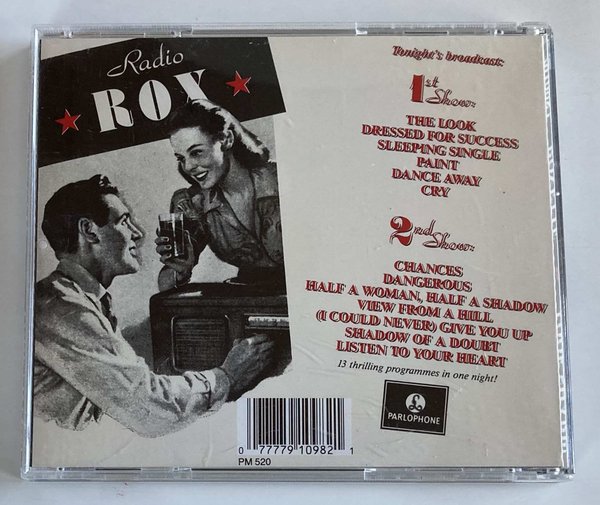 Radio
ROX
Tonight's broadcast:
1st Show:
THE LOOK
DRESSED FOR SUCCESS
SLEEPING SINGLE
PAINT
DANCE AWAY
CRY
2nd Show:
CHANCES
DANGEROUS
HALF A WOMAN, HALF A SHADOW
VIEW FROM A HILL
(I COULD NEVER) GIVE YOU UP
SHADOW OF A DOUBT
LISTEN TO YOUR HEART
13 thrilling programmes in one night!
PARLOPHONE
0 77779 10982 1
PM 520